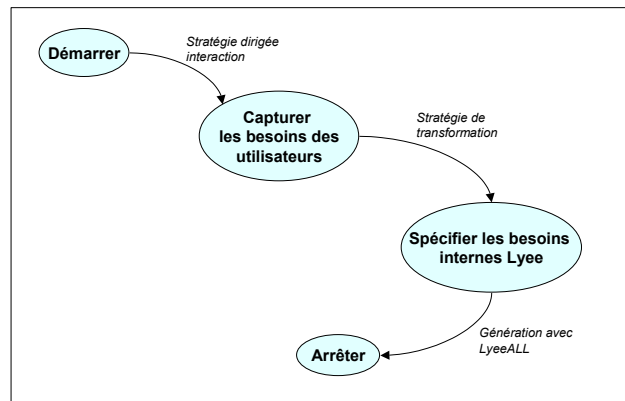 Démarrer
Stratégie dirigée
interaction
Capturer
les besoins des
utilisateurs
Stratégie de
transformation
Spécifier les besoins
internes Lyee
Génération avec
LyeeALL
Arrêter